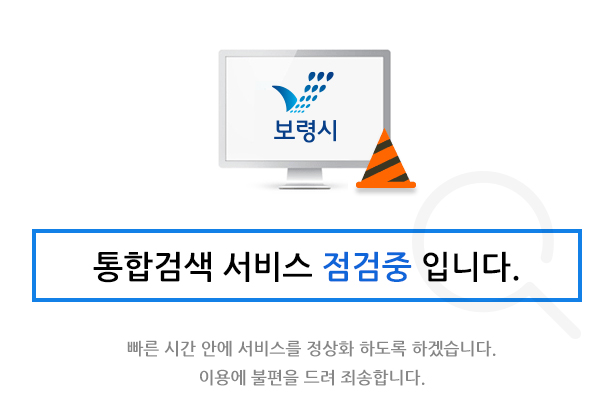 보령시
통합검색 서비스 점검중 입니다.
빠른 시간 안에 서비스를 정상화 하도록 하겠습니다.
이용에 불편을 드려 죄송합니다.